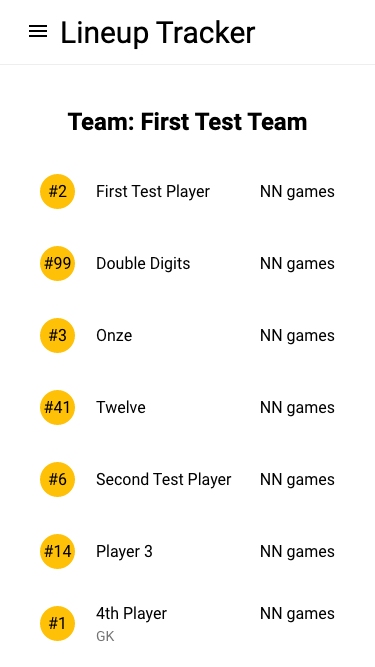 Lineup Tracker
Team: First Test Team
#2 First Test Player NN games
#99 Double Digits NN games
#3 Onze NN games
#41 Twelve NN games
#6 Second Test Player NN games
#14 Player 3 NN games
#1 4th Player NN games
GK